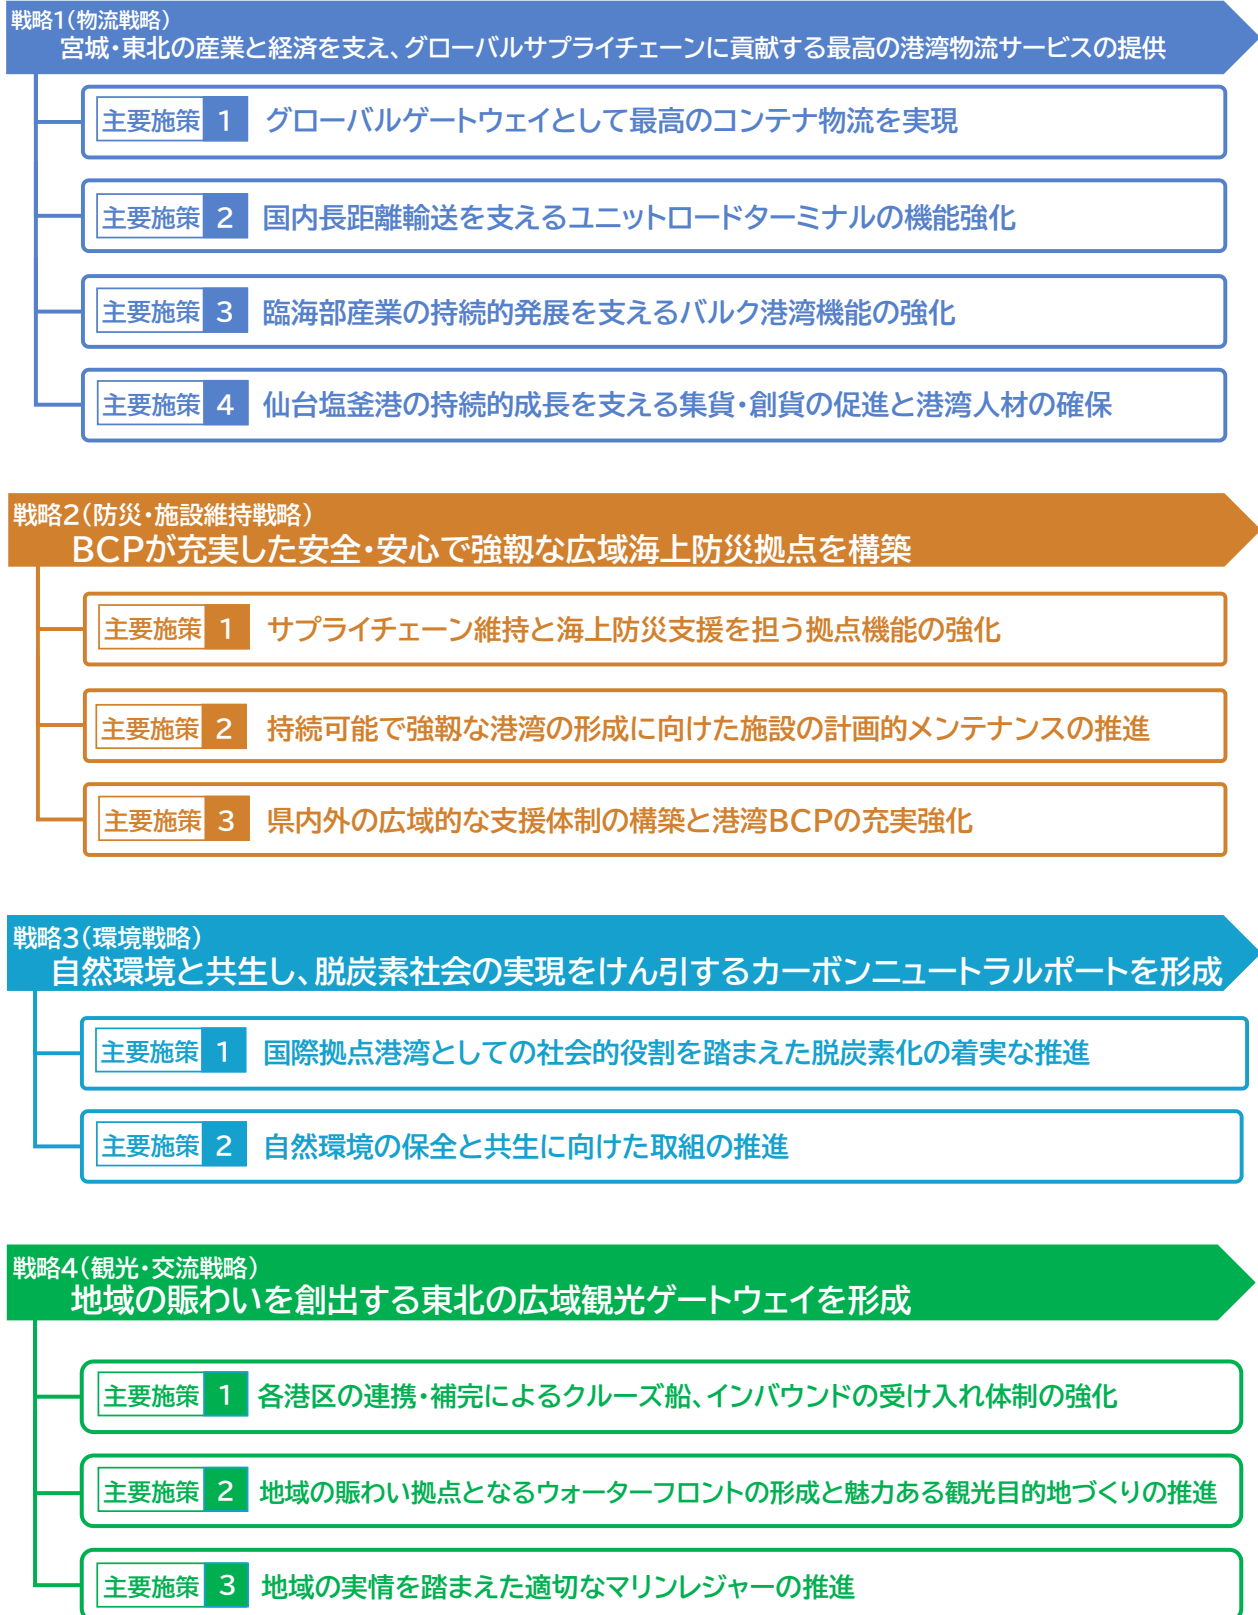 戦略1(物流戦略)
宮城・東北の産業と経済を支え、グローバルサプライチェーンに貢献する最高の港湾物流サービスの提供
主要施策 1 グローバルゲートウェイとして最高のコンテナ物流を実現
主要施策 2 国内長距離輸送を支えるユニットロードターミナルの機能強化
主要施策 3 臨海部産業の持続的発展を支えるバルク港湾機能の強化
主要施策 4 仙台塩釜港の持続的成長を支える集貨・創貨の促進と港湾人材の確保
戦略2(防災・施設維持戦略)
BCPが充実した安全・安心で強靱な広域海上防災拠点を構築
主要施策 1 サプライチェーン維持と海上防災支援を担う拠点機能の強化
主要施策 2 持続可能で強靱な港湾の形成に向けた施設の計画的メンテナンスの推進
主要施策 3 県内外の広域的な支援体制の構築と港湾BCPの充実強化
戦略3(環境戦略)
自然環境と共生し、脱炭素社会の実現をけん引するカーボンニュートラルポートを形成
主要施策 1 国際拠点港湾としての社会的役割を踏まえた脱炭素化の着実な推進
主要施策 2 自然環境の保全と共生に向けた取組の推進
戦略4(観光・交流戦略)
地域の賑わいを創出する東北の広域観光ゲートウェイを形成
主要施策 1 各港区の連携・補完によるクルーズ船、インバウンドの受け入れ体制の強化
主要施策 2 地域の賑わい拠点となるウォーターフロントの形成と魅力ある観光目的地づくりの推進
主要施策 3 地域の実情を踏まえた適切なマリンレジャーの推進